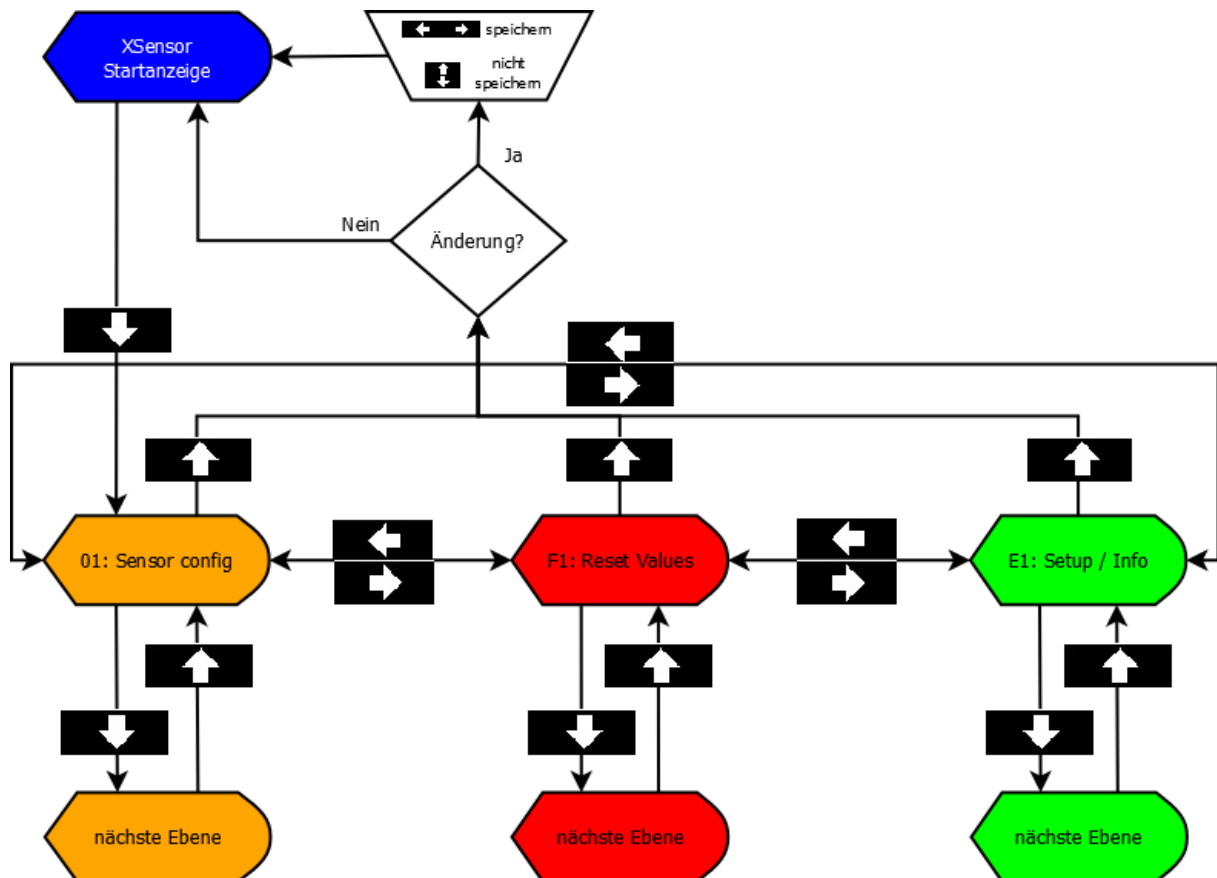 XSensor
Startanzeige
speichern
nicht
speichern
Ja
Nein
Änderung?
01: Sensor config
F1: Reset Values
E1: Setup / Info
nächste Ebene
nächste Ebene
nächste Ebene